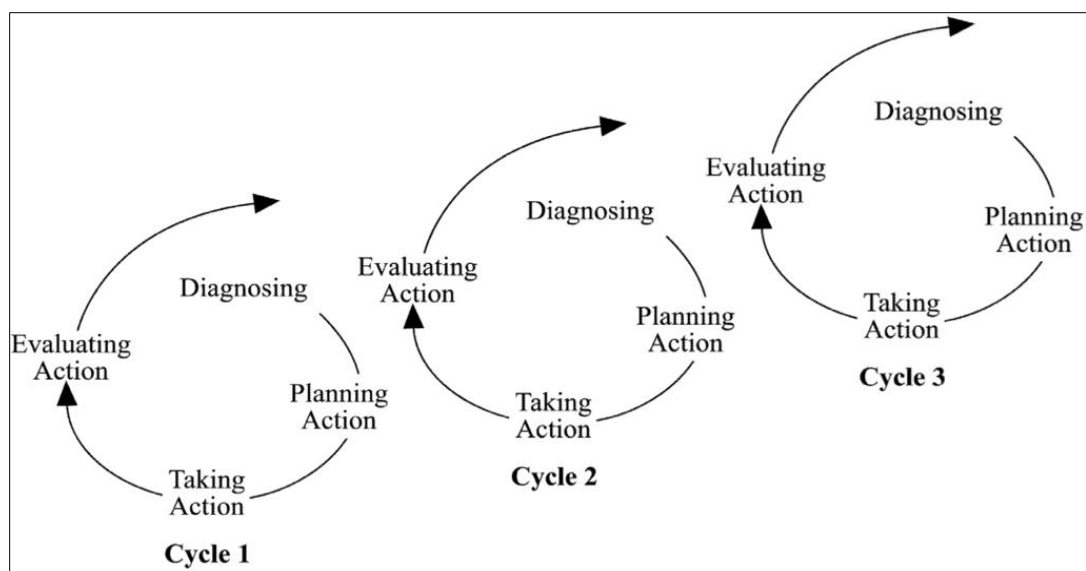 Diagnosing
Planning
Action
Taking
Action
Evaluating
Action
Cycle 1
Diagnosing
Planning
Action
Taking
Action
Evaluating
Action
Cycle 2
Diagnosing
Planning
Action
Taking
Action
Evaluating
Action
Cycle 3